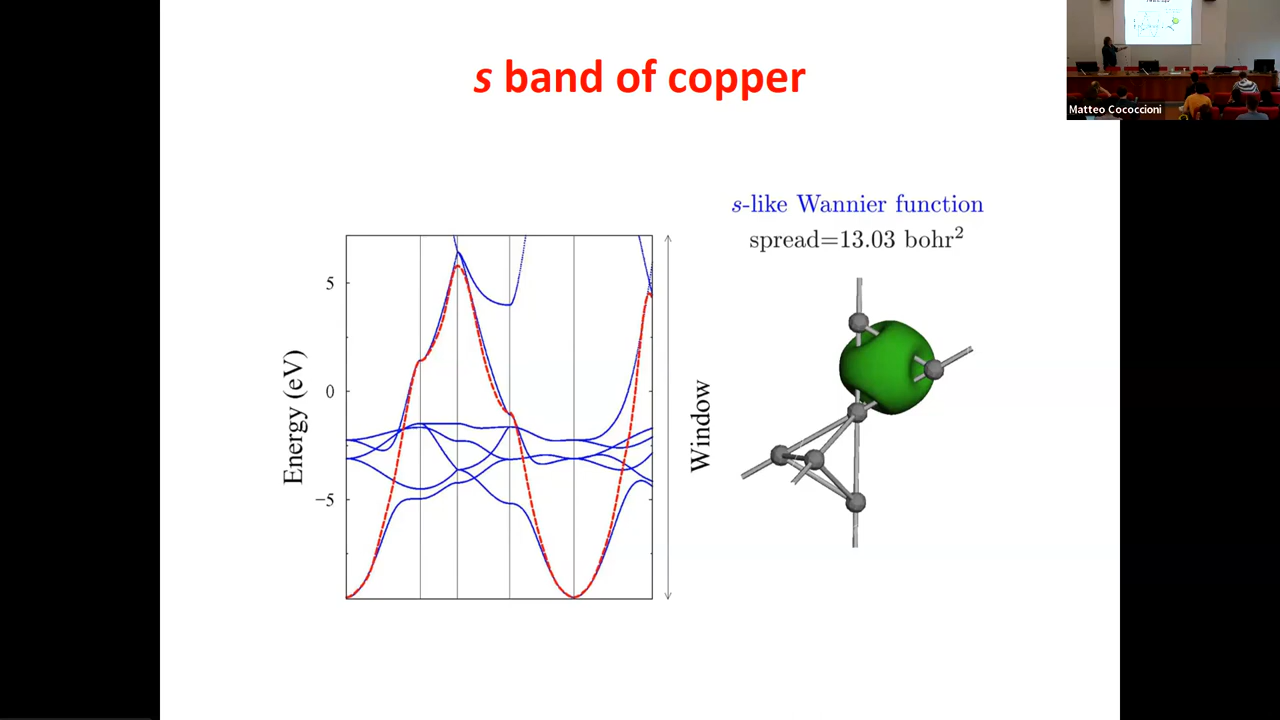 s band of copper
Matteo Cococcioni
s-like Wannier function
spread=13.03 bohr²
5
0
−5
Energy (eV)
Window